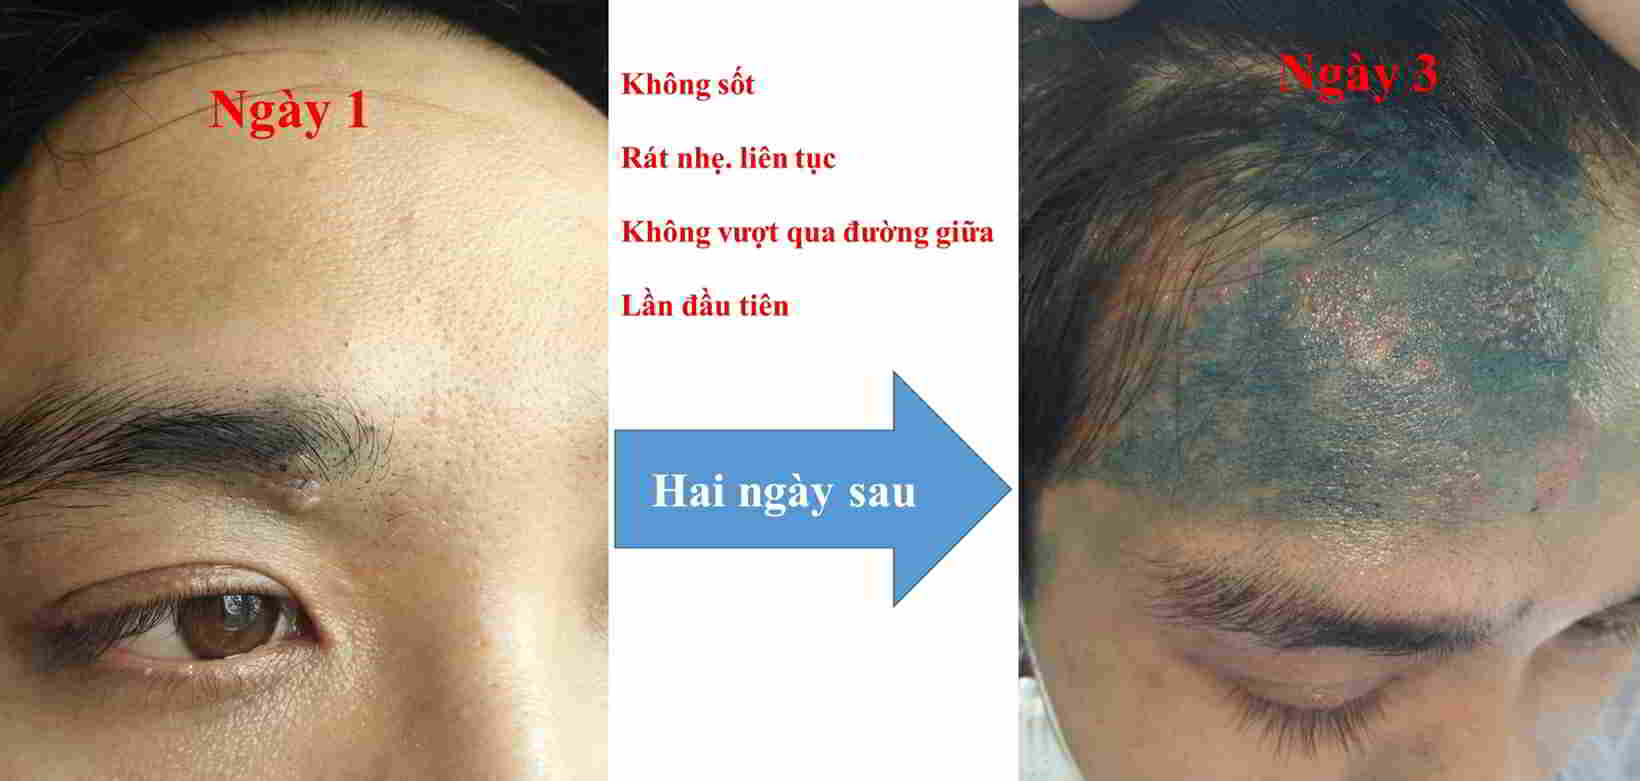 Ngày 1
Không sốt
Rát nhẹ. liên tục
Không vượt qua đường giữa
Lần đầu tiên
Hai ngày sau
Ngày 3